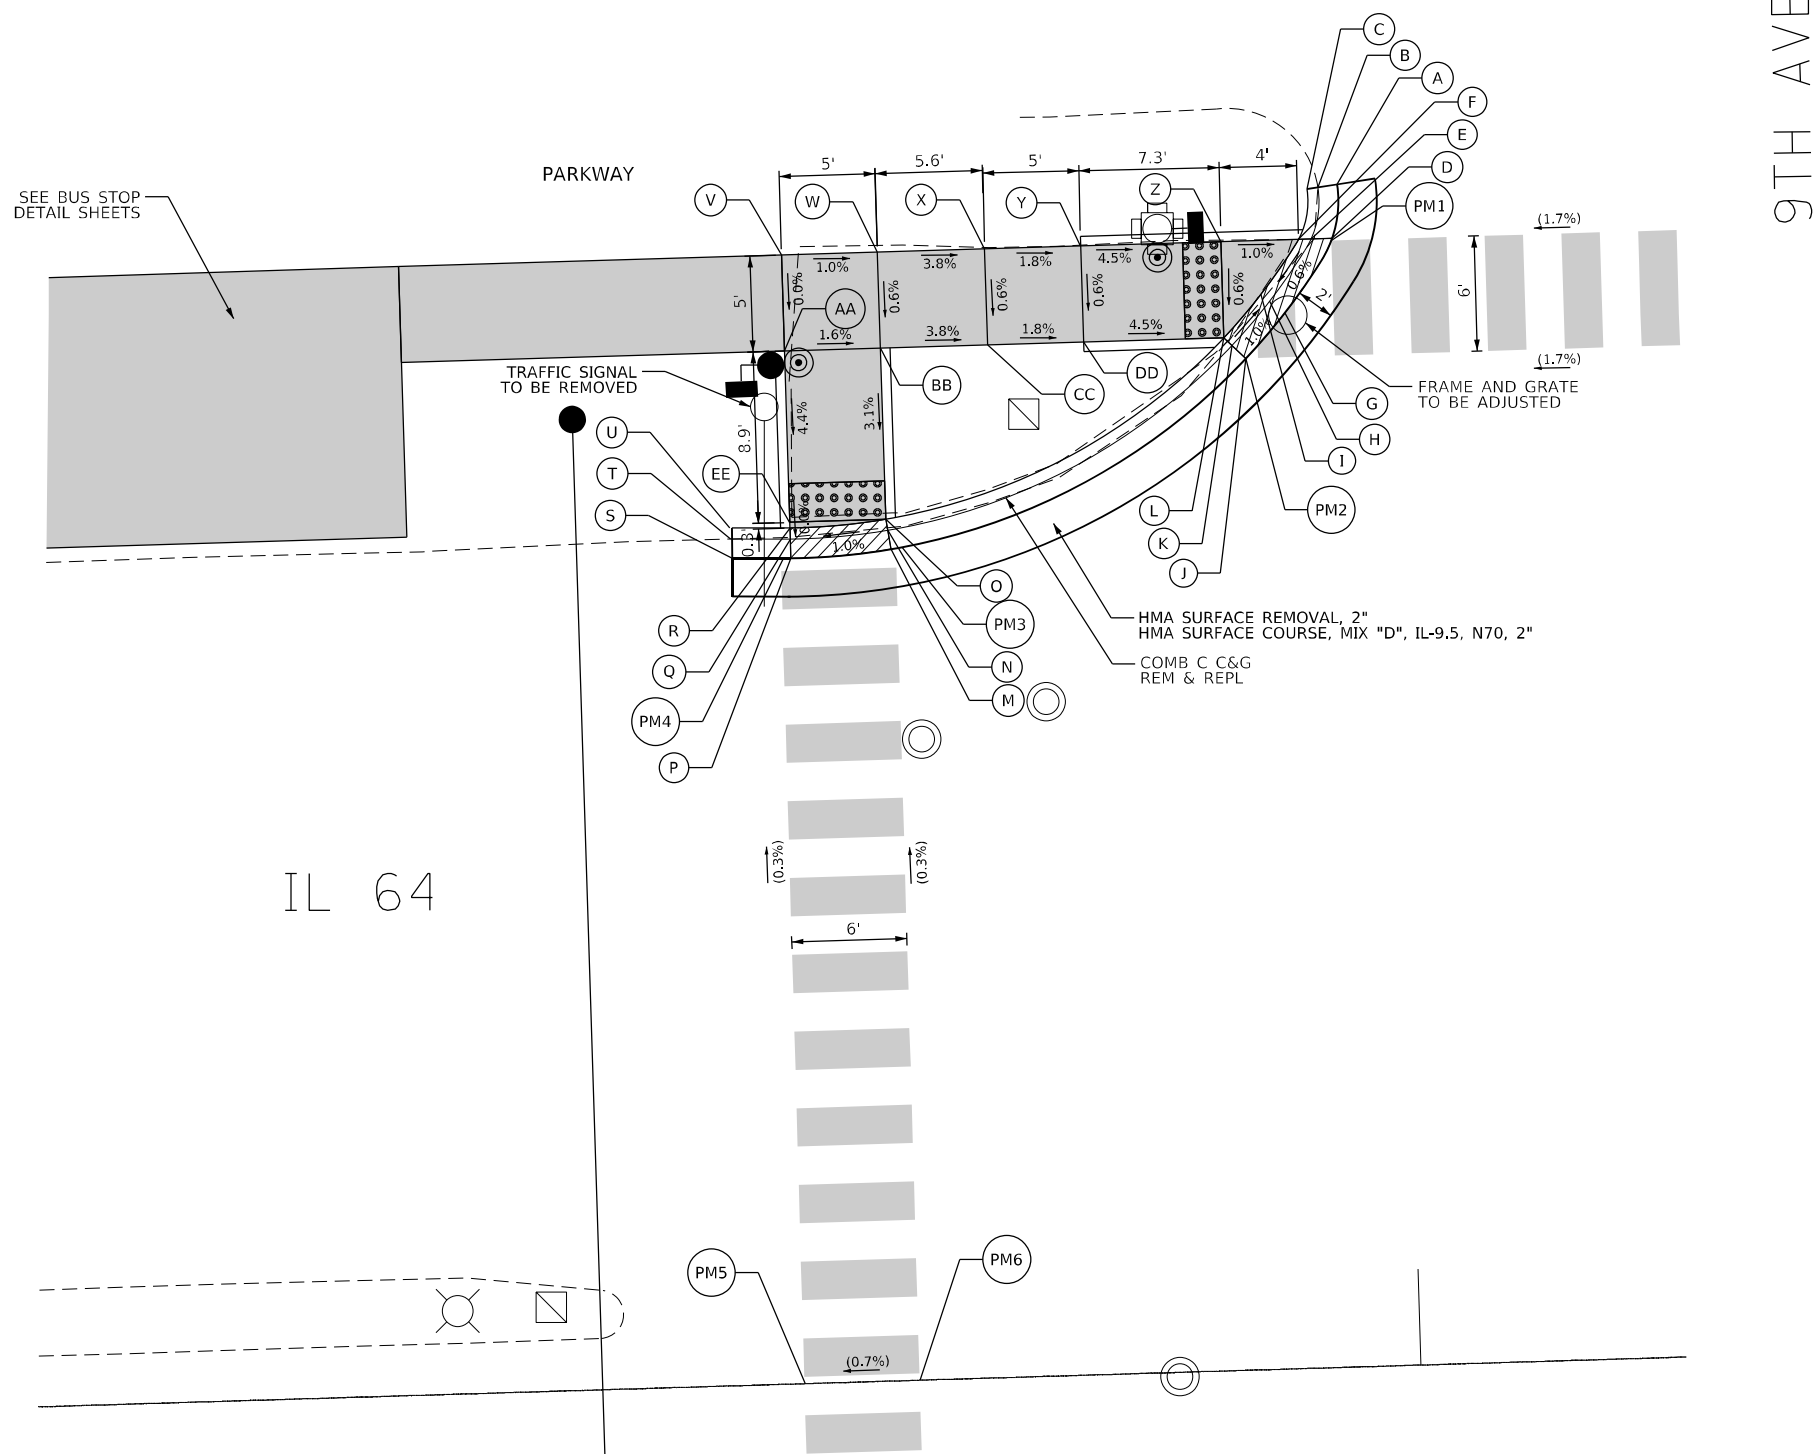 9TH AVE
C
B
A
F
E
D
PM1
PARKWAY
SEE BUS STOP
DETAIL SHEETS
5'
5.6'
5'
7.3'
4'
V
W
X
Y
Z
(1.7%)
1.0%
3.8%
1.8%
4.5%
1.0%
0.0%
0.6%
0.6%
0.6%
0.6%
0.6%
2'
6'
5'
AA
1.6%
3.8%
1.8%
4.5%
1.0%
(1.7%)
TRAFFIC SIGNAL
TO BE REMOVED
BB
CC
DD
FRAME AND GRATE
TO BE ADJUSTED
G
H
I
PM2
L
K
J
4.4%
3.1%
8.9'
U
T
S
EE
0.0%
0.3'
1.0%
O
PM3
N
M
R
Q
PM4
P
HMA SURFACE REMOVAL, 2"
HMA SURFACE COURSE, MIX "D", IL-9.5, N70, 2"
COMB C C&G
REM & REPL
(0.3%)
(0.3%)
IL 64
6'
PM5
PM6
(0.7%)